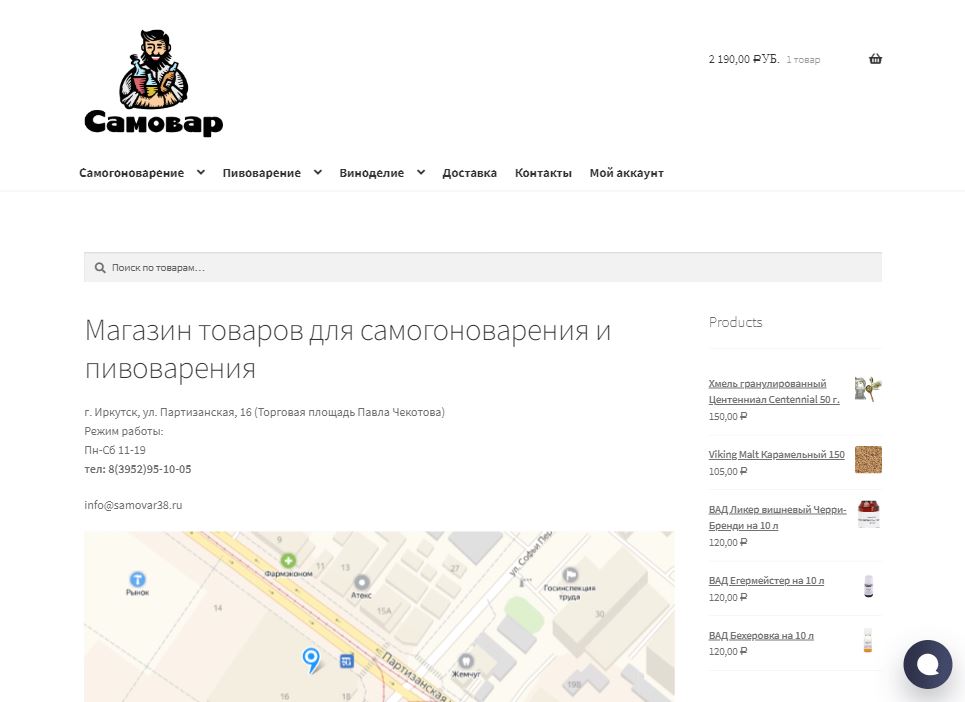 Самовар
2 190,00 ₽УБ. 1 товар
Самогоноварение Пивоварение Виноделие Доставка Контакты Мой аккаунт
Поиск по товарам…
Магазин товаров для самогоноварения и
пивоварения
г. Иркутск, ул. Партизанская, 16 (Торговая площадь Павла Чекотова)
Режим работы:
Пн-Сб 11-19
тел: 8(3952)95-10-05
info@samovar38.ru
9
Фармэконом
11
13
Атекс
15А
27
ул. Софьи Пер
Госинспекция
труда
30
Рынок
14
Партизанская
Жемчуг
16
18
19Б
Products
Хмель гранулированный
Центенниал Centennial 50 г.
150,00 ₽
Viking Malt Карамельный 150
105,00 ₽
ВАД Ликер вишневый Черри-
Бренди на 10 л
120,00 ₽
ВАД Егермейстер на 10 л
120,00 ₽
ВАД Бехеровка на 10 л
120,00 ₽